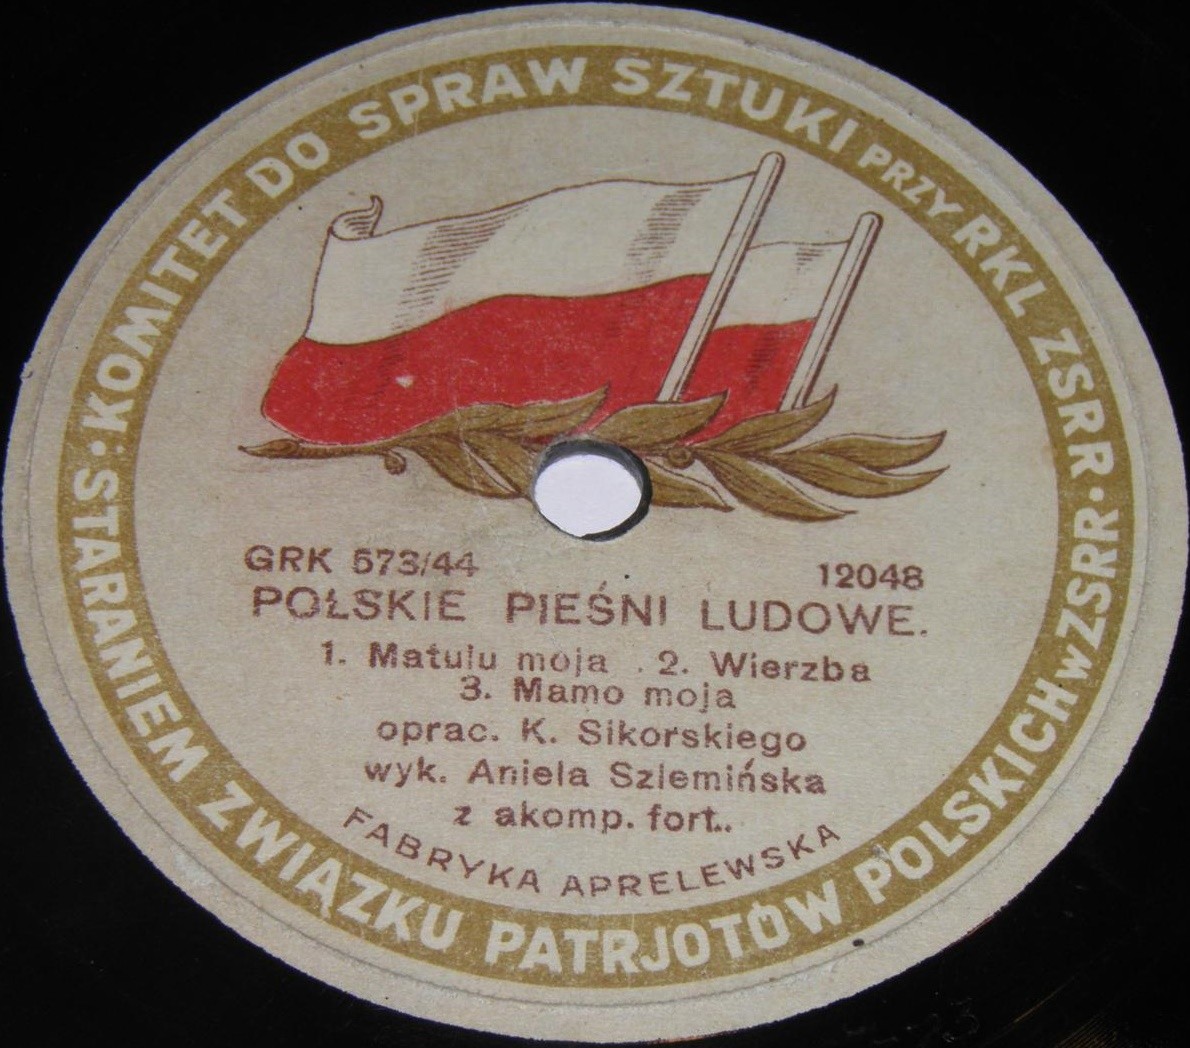 KOMITET DO SPRAW SZTUKI PRZY RKL ZSRR ·
STARANIEM ZWIĄZKU PATRJOTÓW POLSKICH W ZSRR ·
GRK 573/44 12048
POLSKIE PIEŚNI LUDOWE.
1. Matulu moja . 2. Wierzba
3. Mamo moja
oprac. K. Sikorskiego
wyk. Aniela Szlemińska
z akomp. fort..
FABRYKA APRELEWSKA